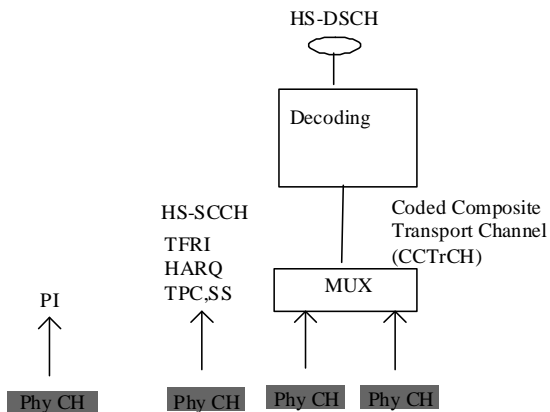 HS-DSCH
Decoding
HS-SCCH
TFRI
HARQ
TPC,SS
Coded Composite
Transport Channel
(CCTrCH)
MUX
PI
Phy CH
Phy CH
Phy CH
Phy CH